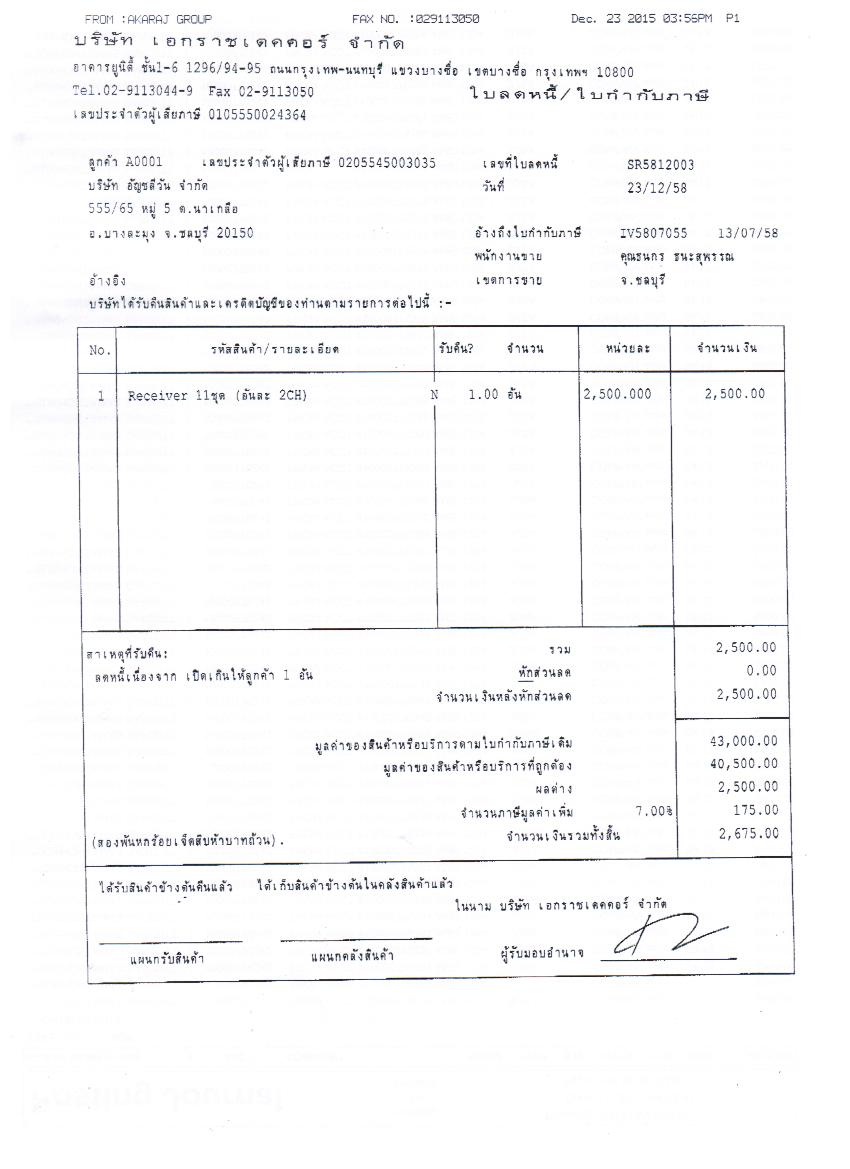 FROM :AKARAJ GROUP FAX NO. :029113050 Dec. 23 2015 03:56PM P1
บริษัท เอกราชเดคคอร์ จำกัด
อาคารยูนิตี้ ชั้น1-6 1296/94-95 ถนนกรุงเทพ-นนทบุรี แขวงบางซื่อ เขตบางซื่อ กรุงเทพฯ 10800
Tel.02-9113044-9 Fax 02-9113050 ใบลดหนี้/ใบกำกับภาษี
เลขประจำตัวผู้เสียภาษี 0105550024364
ลูกค้า A0001 เลขประจำตัวผู้เสียภาษี 0205545003035 เลขที่ใบลดหนี้ SR5812003
บริษัท อัญชลีวัน จำกัด วันที่ 23/12/58
555/65 หมู่ 5 ต.นาเกลือ
อ.บางละมุง จ.ชลบุรี 20150 อ้างถึงใบกำกับภาษี IV5807055 13/07/58
พนักงานขาย คุณธนกร ธนะสุพรรณ
อ้างอิง เขตการขาย จ.ชลบุรี
บริษัทได้รับคืนสินค้าและเครดิตบัญชีของท่านตามรายการต่อไปนี้ :-
No. รหัสสินค้า/รายละเอียด รับคืน? จำนวน หน่วยละ จำนวนเงิน
1 Receiver 11ชุด (อันละ 2CH) N 1.00 อัน 2,500.000 2,500.00
สาเหตุที่รับคืน: รวม 2,500.00
ลดหนี้เนื่องจาก เปิดเกินให้ลูกค้า 1 อัน หักส่วนลด 0.00
จำนวนเงินหลังหักส่วนลด 2,500.00
มูลค่าของสินค้าหรือบริการตามใบกำกับภาษีเดิม 43,000.00
มูลค่าของสินค้าหรือบริการที่ถูกต้อง 40,500.00
ผลต่าง 2,500.00
จำนวนภาษีมูลค่าเพิ่ม 7.00% 175.00
(สองพันหกร้อยเจ็ดสิบห้าบาทถ้วน). จำนวนเงินรวมทั้งสิ้น 2,675.00
ได้รับสินค้าข้างต้นคืนแล้ว ได้เก็บสินค้าข้างต้นในคลังสินค้าแล้ว
ในนาม บริษัท เอกราชเดคคอร์ จำกัด
แผนกรับสินค้า แผนกคลังสินค้า ผู้รับมอบอำนาจ